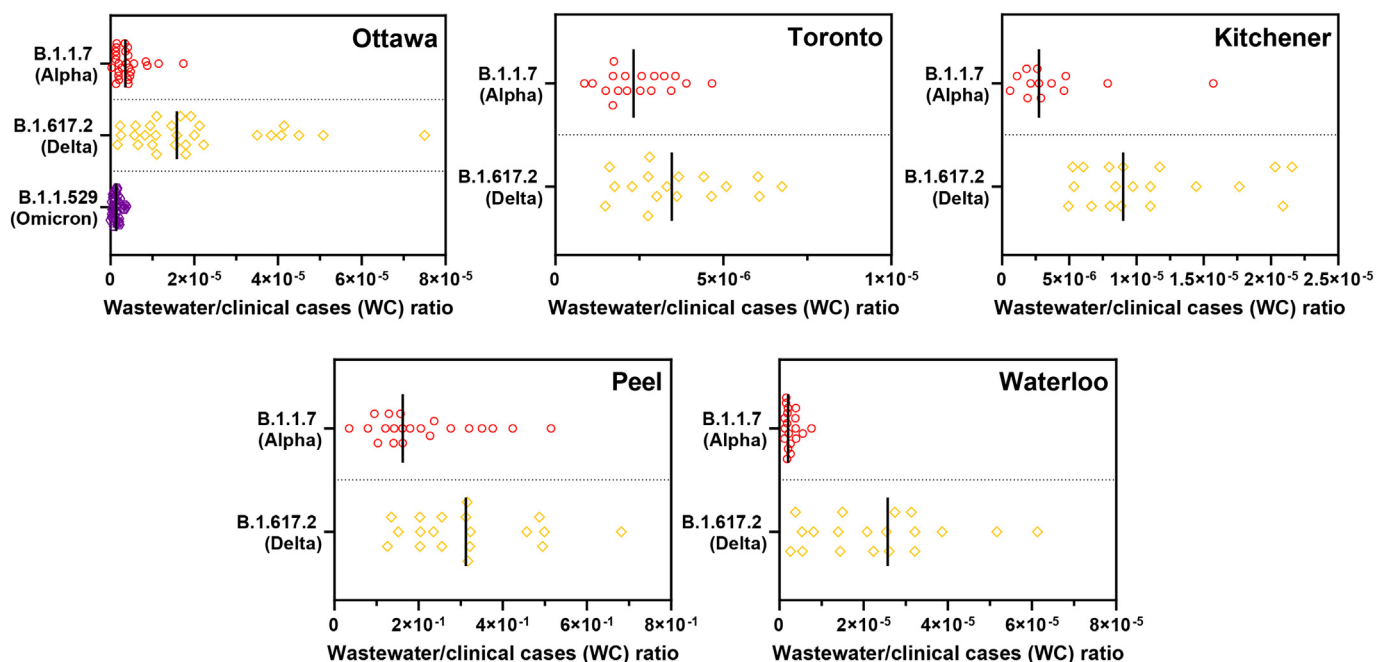 Ottawa
B.1.1.7
(Alpha)
B.1.617.2
(Delta)
B.1.1.529
(Omicron)
0 2×10⁻⁵ 4×10⁻⁵ 6×10⁻⁵ 8×10⁻⁵
Wastewater/clinical cases (WC) ratio
Toronto
B.1.1.7
(Alpha)
B.1.617.2
(Delta)
0 5×10⁻⁶ 1×10⁻⁵
Wastewater/clinical cases (WC) ratio
Kitchener
B.1.1.7
(Alpha)
B.1.617.2
(Delta)
0 5×10⁻⁶ 1×10⁻⁵ 1.5×10⁻⁵ 2×10⁻⁵ 2.5×10⁻⁵
Wastewater/clinical cases (WC) ratio
Peel
B.1.1.7
(Alpha)
B.1.617.2
(Delta)
0 2×10⁻¹ 4×10⁻¹ 6×10⁻¹ 8×10⁻¹
Wastewater/clinical cases (WC) ratio
Waterloo
B.1.1.7
(Alpha)
B.1.617.2
(Delta)
0 2×10⁻⁵ 4×10⁻⁵ 6×10⁻⁵ 8×10⁻⁵
Wastewater/clinical cases (WC) ratio